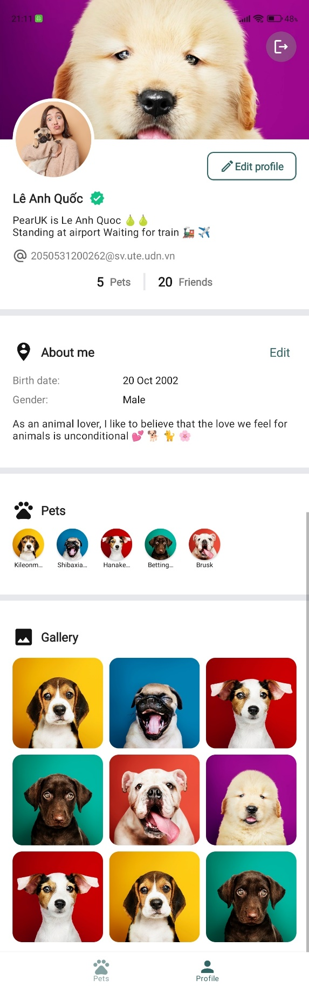 21:11 48%
Edit profile
Lê Anh Quốc
PearUK is Le Anh Quoc 🍐🍐
Standing at airport Waiting for train 🚂 ✈️
2050531200262@sv.ute.udn.vn
5 Pets 20 Friends
About me Edit
Birth date: 20 Oct 2002
Gender: Male
As an animal lover, I like to believe that the love we feel for
animals is unconditional 💕 🐕 🐈 🌸
Pets
Kileonm... Shibaxia... Hanake... Betting... Brusk
Gallery
Pets Profile